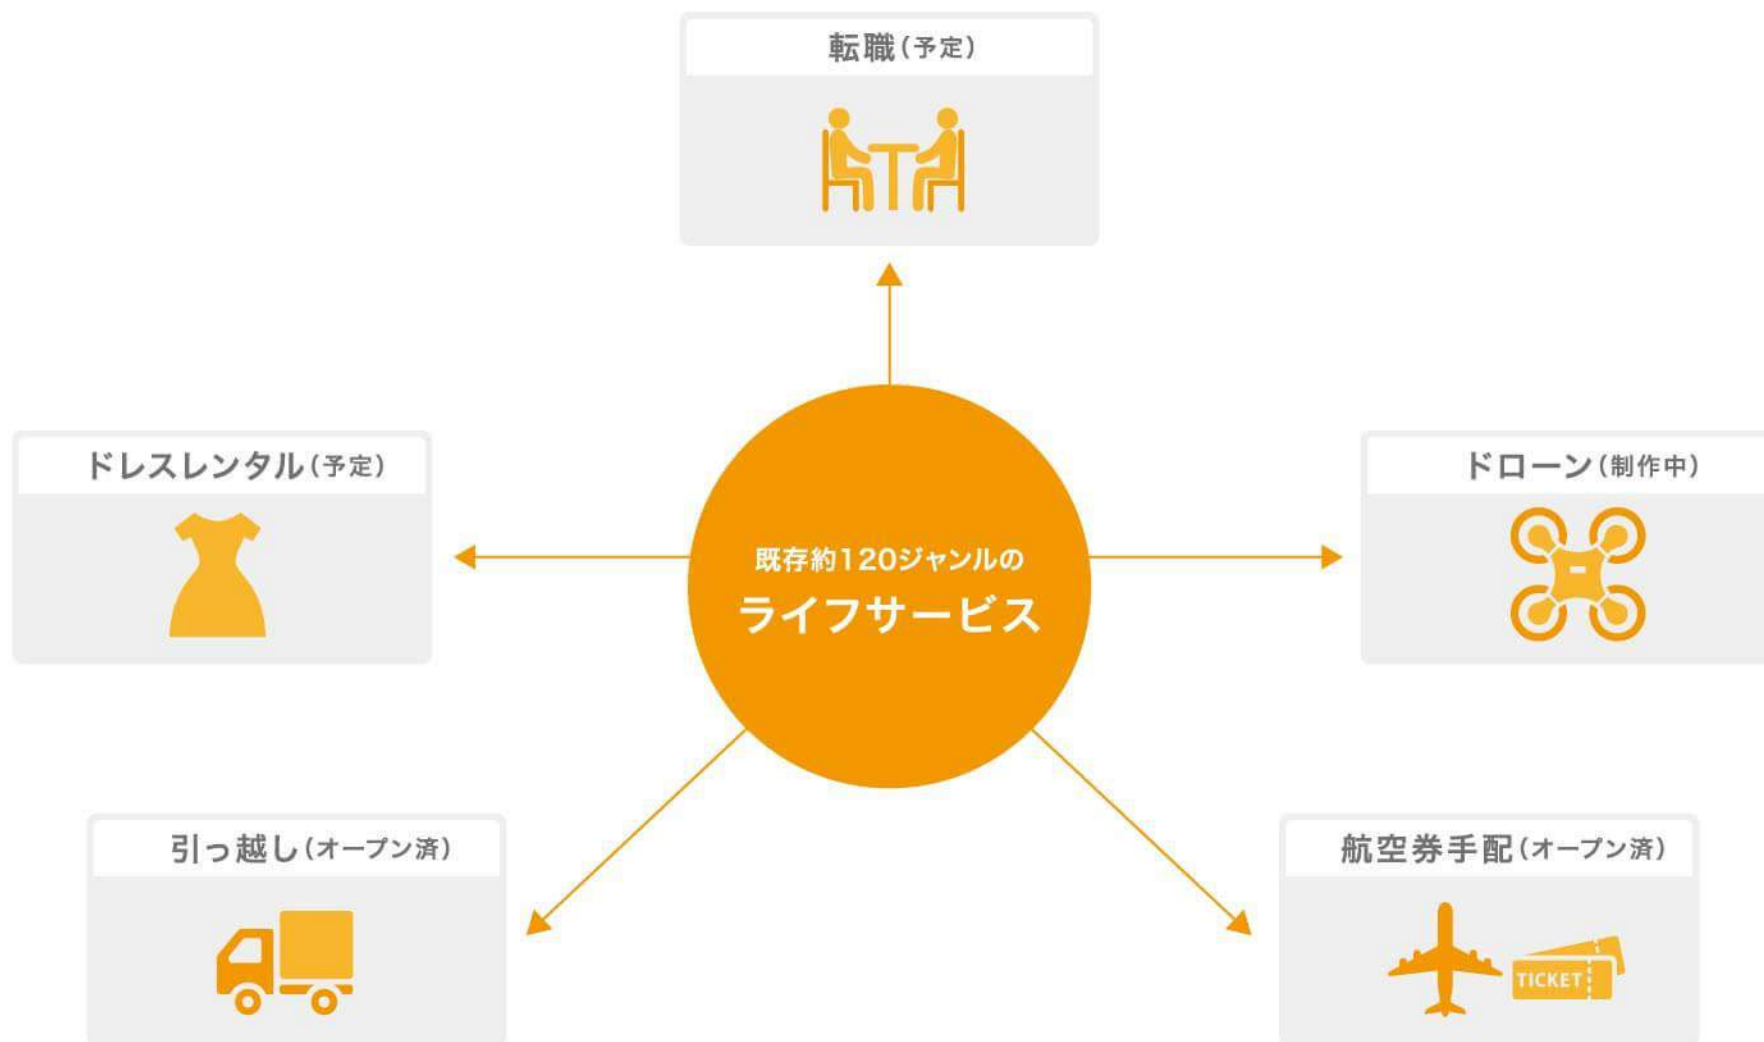 転職(予定)
ドレスレンタル(予定)
ドローン(制作中)
既存約120ジャンルの
ライフサービス
引っ越し(オープン済)
航空券手配(オープン済)
TICKET